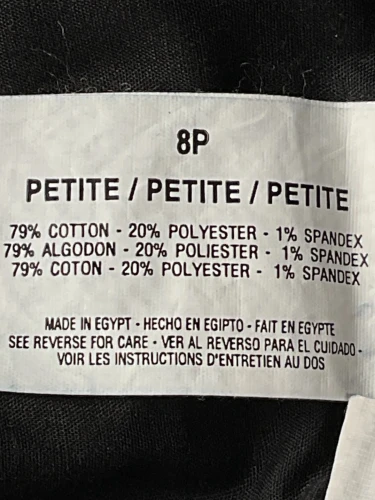 8P
PETITE / PETITE / PETITE
79% COTTON - 20% POLYESTER - 1% SPANDEX
79% ALGODON - 20% POLIESTER - 1% SPANDEX
79% COTON - 20% POLYESTER - 1% SPANDEX
MADE IN EGYPT - HECHO EN EGIPTO - FAIT EN EGYPTE
SEE REVERSE FOR CARE - VER AL REVERSO PARA EL CUIDADO -
VOIR LES INSTRUCTIONS D'ENTRETIEN AU DOS